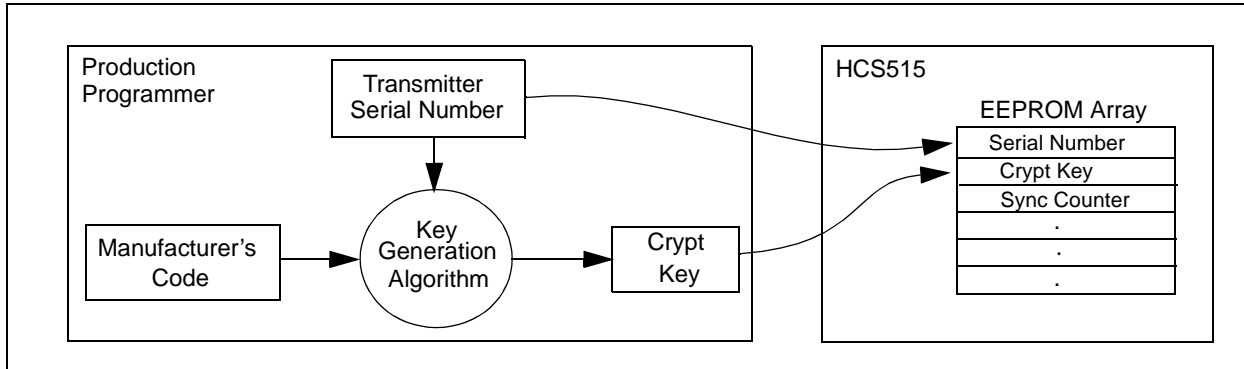 Production
Programmer
Transmitter
Serial Number
Manufacturer's
Code
Key
Generation
Algorithm
Crypt
Key
HCS515
EEPROM Array
Serial Number
Crypt Key
Sync Counter
.
.
.